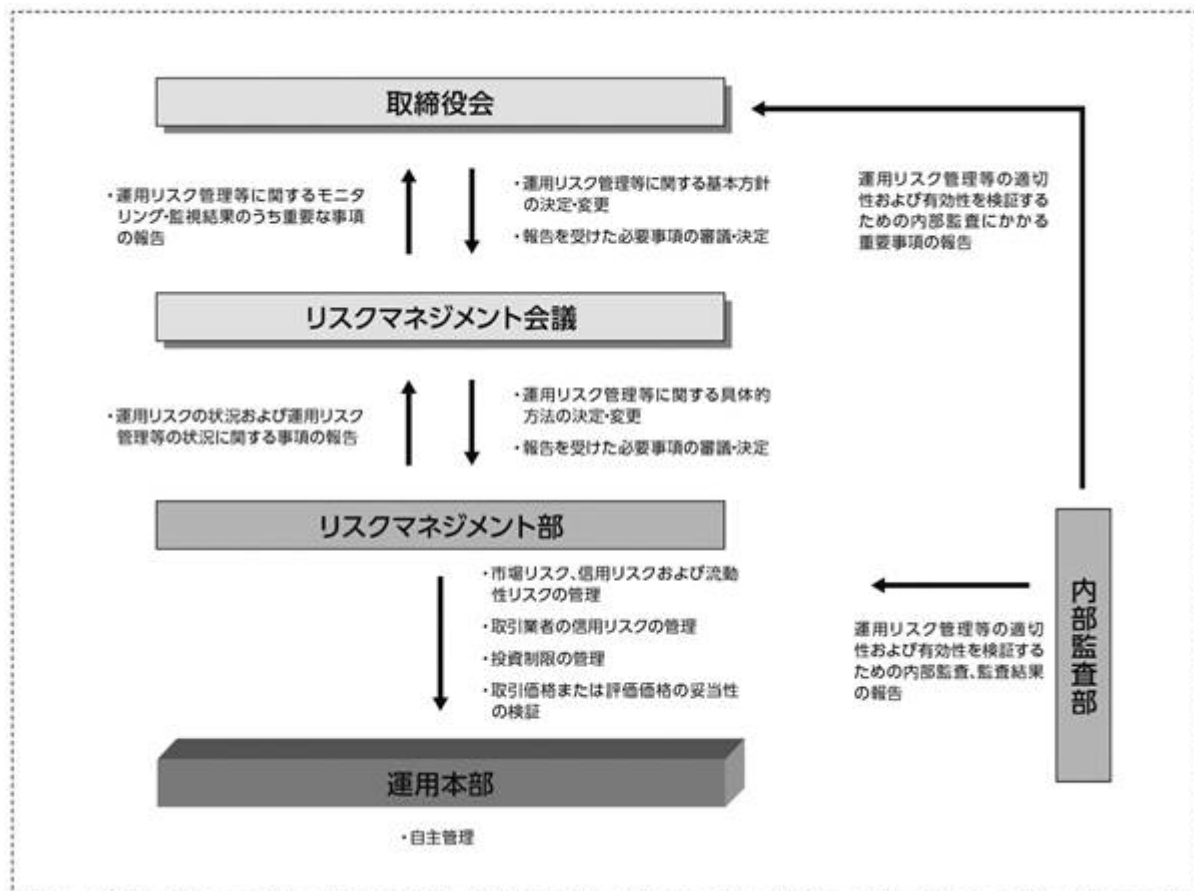 取締役会
・運用リスク管理等に関するモニタ
リング・監視結果のうち重要な事項
の報告
・運用リスク管理等に関する基本方針
の決定・変更
・報告を受けた必要事項の審議・決定
運用リスク管理等の適切
性および有効性を検証する
ための内部監査にかかる
重要事項の報告
リスクマネジメント会議
・運用リスクの状況および運用リスク
管理等の状況に関する事項の報告
・運用リスク管理等に関する具体的
方法の決定・変更
・報告を受けた必要事項の審議・決定
リスクマネジメント部
・市場リスク、信用リスクおよび流動
性リスクの管理
・取引業者の信用リスクの管理
・投資制限の管理
・取引価格または評価価格の妥当性
の検証
運用リスク管理等の適切
性および有効性を検証する
ための内部監査、監査結果
の報告
内部監査部
運用本部
・自主管理